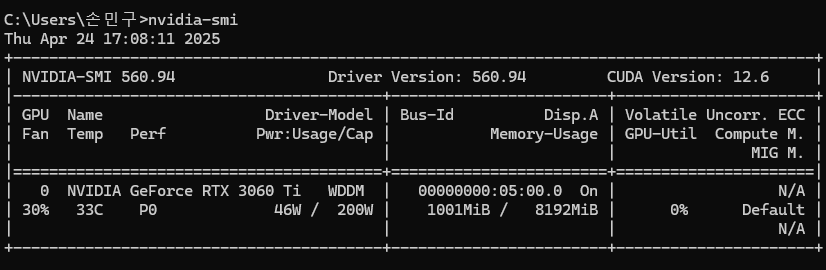 C:\Users\손민구>nvidia-smi
Thu Apr 24 17:08:11 2025
+-----------------------------------------------------------------------------------------+
| NVIDIA-SMI 560.94                 Driver Version: 560.94         CUDA Version: 12.6     |
|-----------------------------------------+------------------------+----------------------+
| GPU  Name                  Driver-Model | Bus-Id          Disp.A | Volatile Uncorr. ECC |
| Fan  Temp   Perf          Pwr:Usage/Cap |           Memory-Usage | GPU-Util  Compute M. |
|                                         |                        |               MIG M. |
|=========================================+========================+======================|
|   0  NVIDIA GeForce RTX 3060 Ti   WDDM  |   00000000:05:00.0  On |                  N/A |
| 30%   33C    P0             46W /  200W |    1001MiB /   8192MiB |      0%      Default |
|                                         |                        |                  N/A |
+-----------------------------------------+------------------------+----------------------+